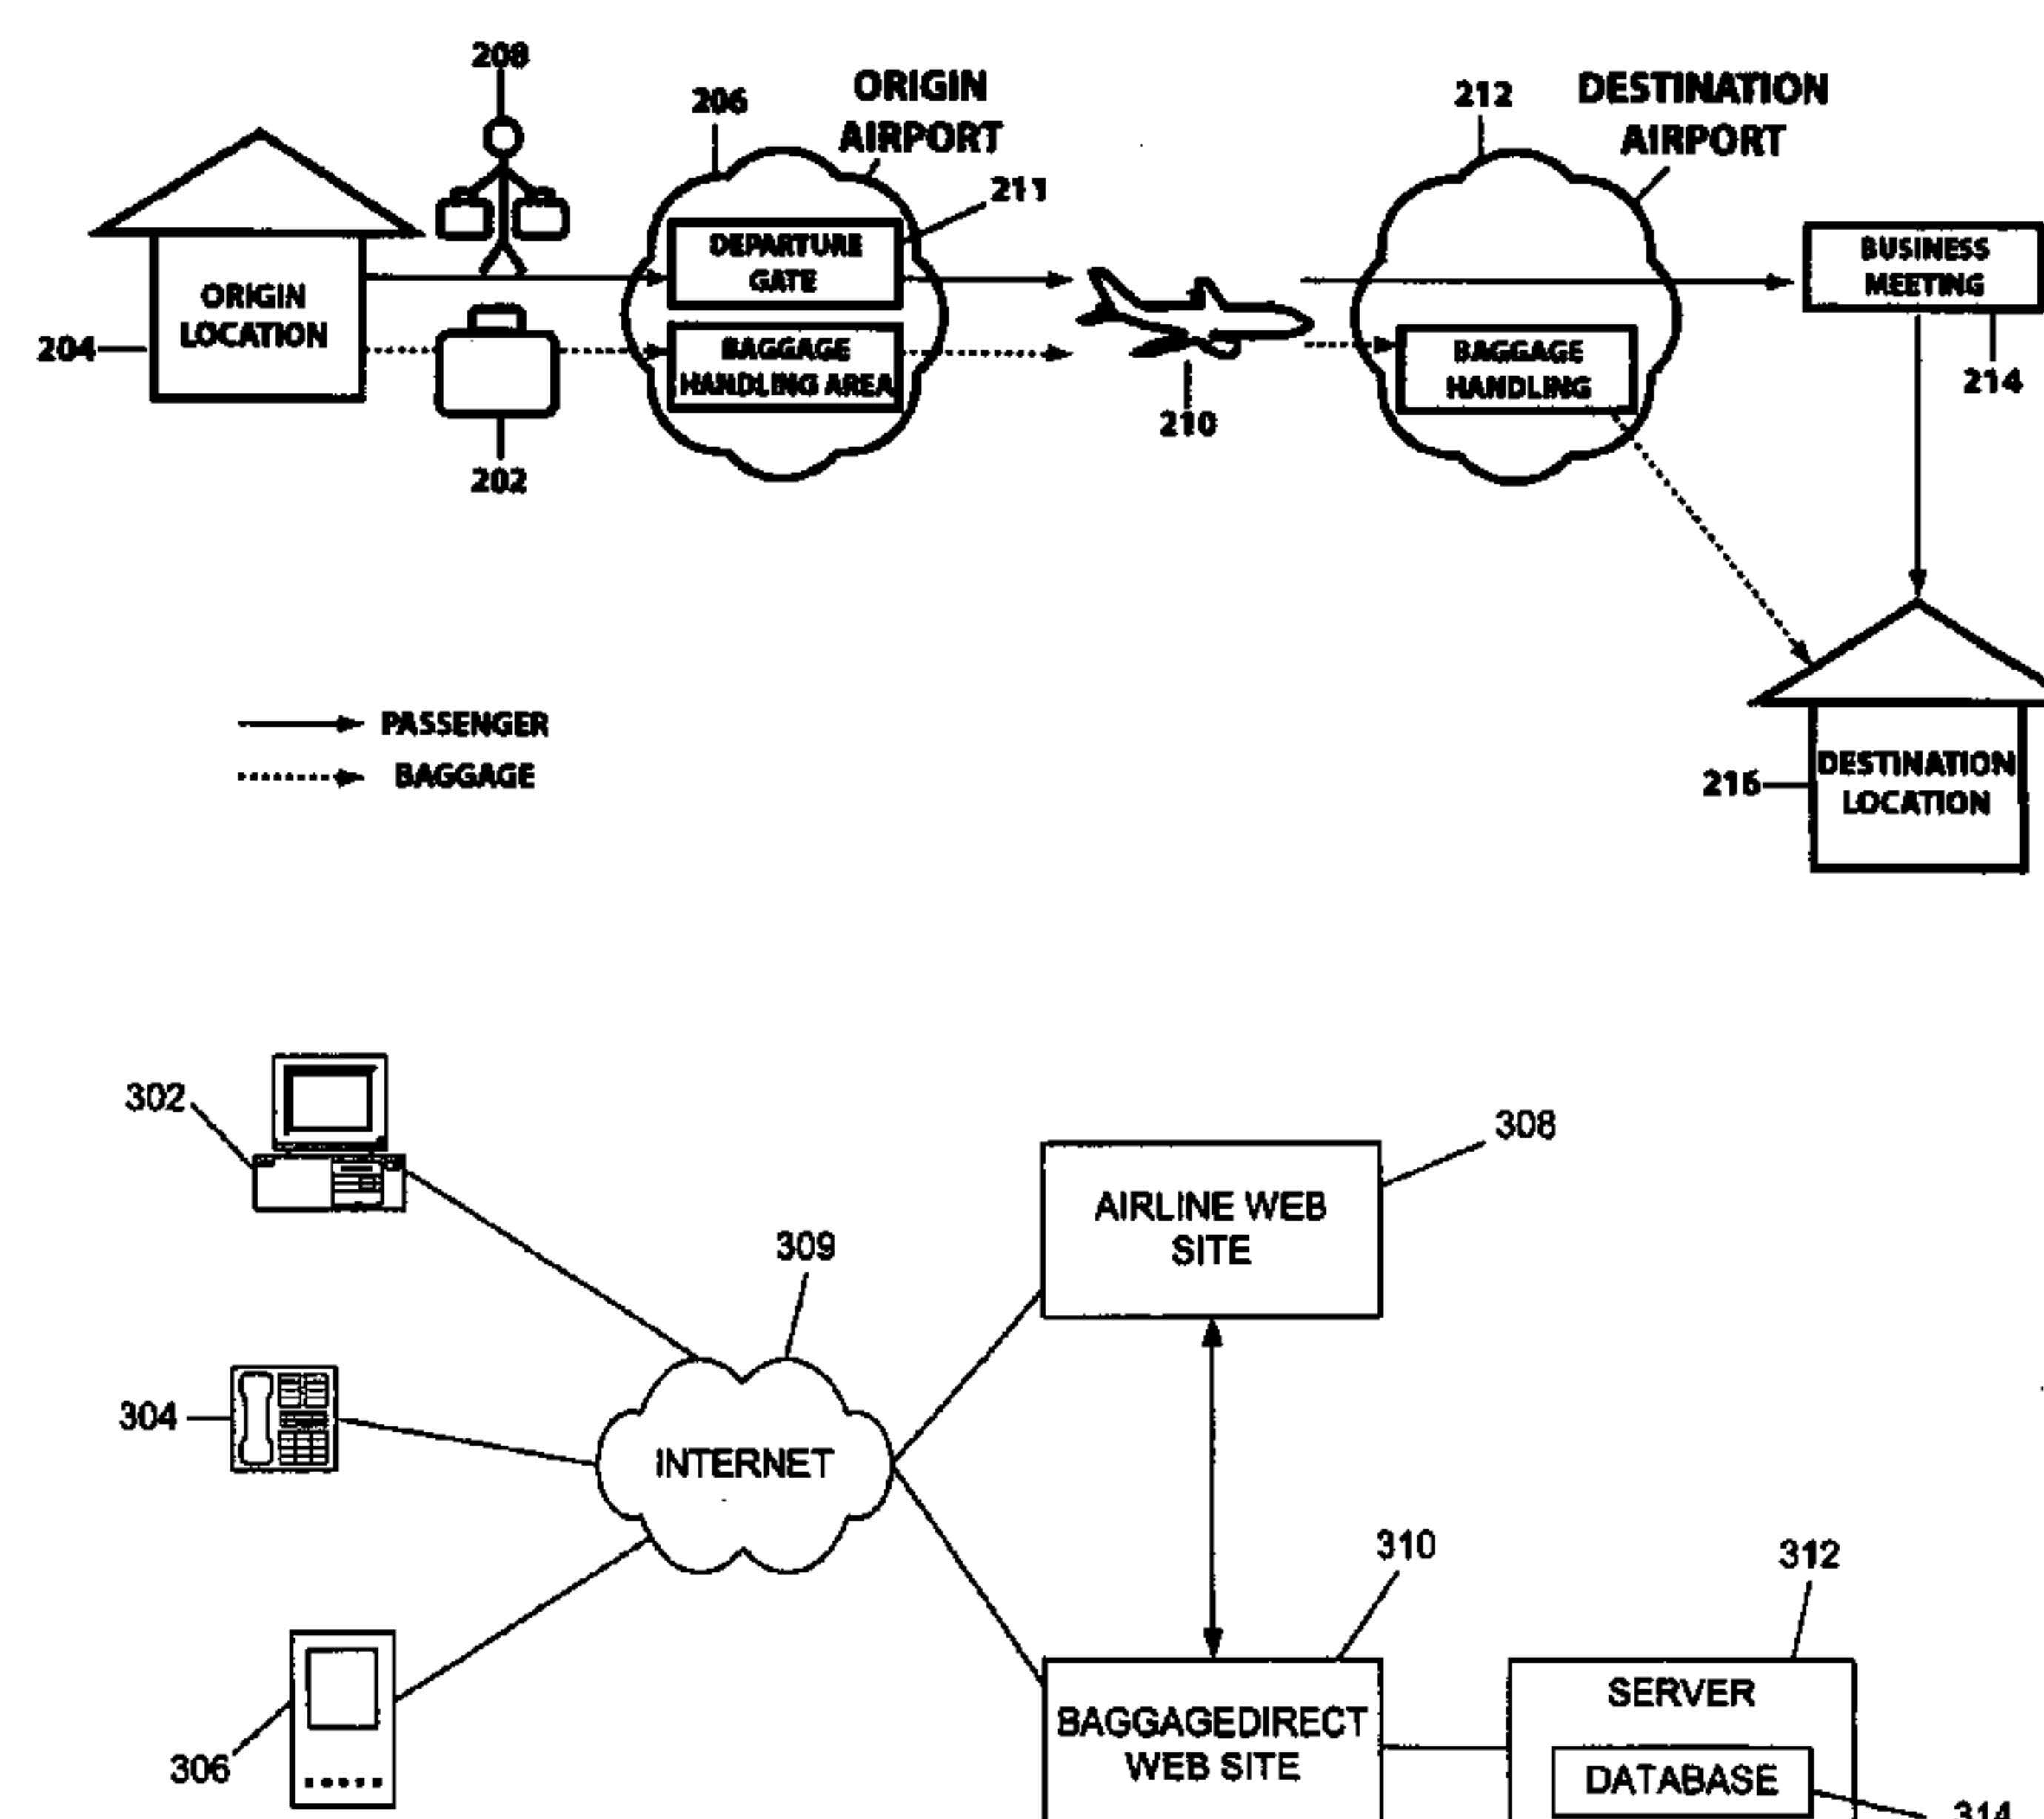 208
206
ORIGIN
AIRPORT
212
DESTINATION
AIRPORT
211
DEPARTURE
GATE
BUSINESS
MEETING
ORIGIN
LOCATION
204
BAGGAGE
HANDLING AREA
BAGGAGE
HANDLING
214
210
202
PASSENGER
BAGGAGE
216
DESTINATION
LOCATION
302
308
AIRLINE WEB
SITE
309
304
INTERNET
310
312
SERVER
BAGGAGEDIRECT
WEB SITE
306
DATABASE
314